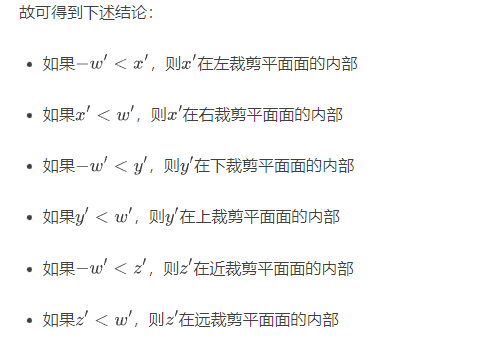 故可得到下述结论：
如果−w′ < x′，则x′在左裁剪平面面的内部
如果x′ < w′，则x′在右裁剪平面面的内部
如果−w′ < y′，则y′在下裁剪平面面的内部
如果y′ < w′，则y′在上裁剪平面面的内部
如果−w′ < z′，则z′在近裁剪平面面的内部
如果z′ < w′，则z′在远裁剪平面面的内部